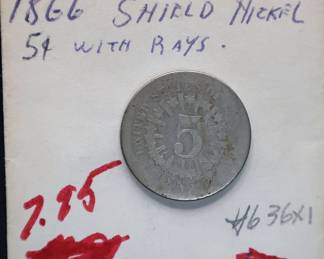 1866 SHIELD NICKEL
5¢ WITH RAYS.
5
7.95
#636X1